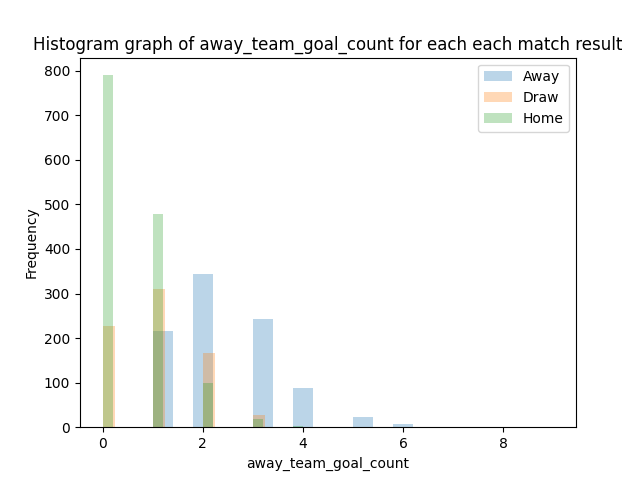 Histogram graph of away_team_goal_count for each each match result
Away
Draw
Home
Frequency
800
700
600
500
400
300
200
100
0
0 2 4 6 8
away_team_goal_count